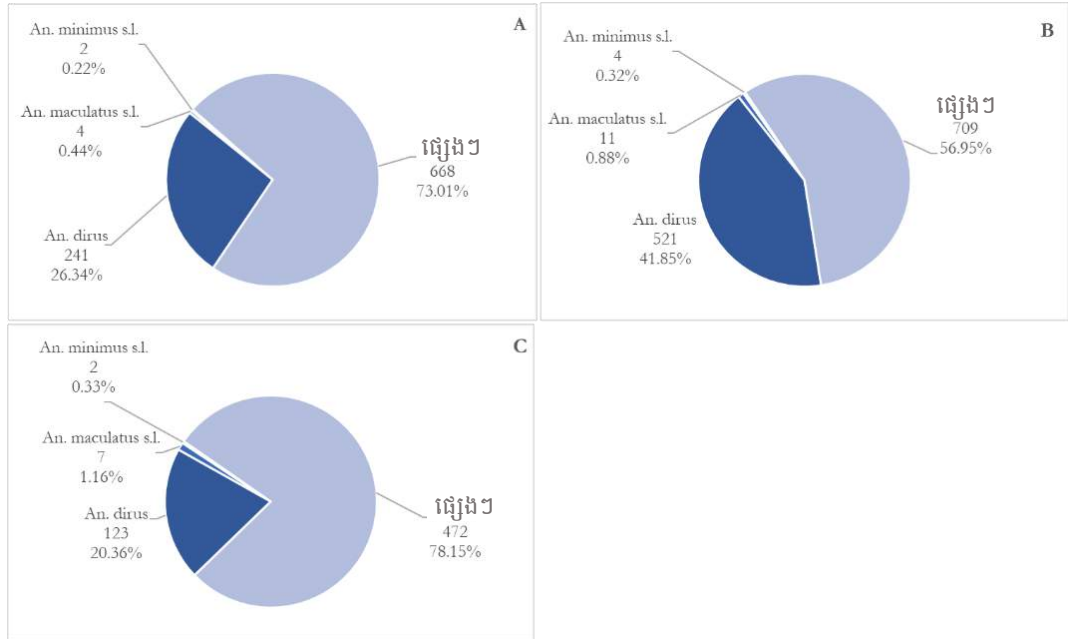 A
An. minimus s.l.
2
0.22%
An. maculatus s.l.
4
0.44%
An. dirus
241
26.34%
ផ្សេងៗ
668
73.01%
B
An. minimus s.l.
4
0.32%
An. maculatus s.l.
11
0.88%
An. dirus
521
41.85%
ផ្សេងៗ
709
56.95%
C
An. minimus s.l.
2
0.33%
An. maculatus s.l.
7
1.16%
An. dirus
123
20.36%
ផ្សេងៗ
472
78.15%